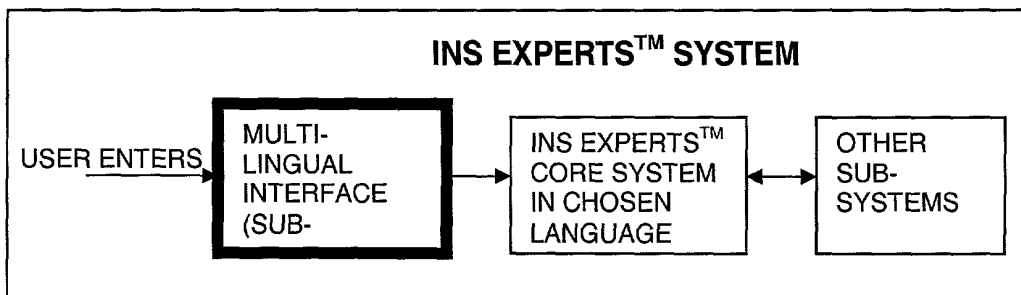 INS EXPERTS™ SYSTEM
USER ENTERS
MULTI-
LINGUAL
INTERFACE
(SUB-
INS EXPERTS™
CORE SYSTEM
IN CHOSEN
LANGUAGE
OTHER
SUB-
SYSTEMS